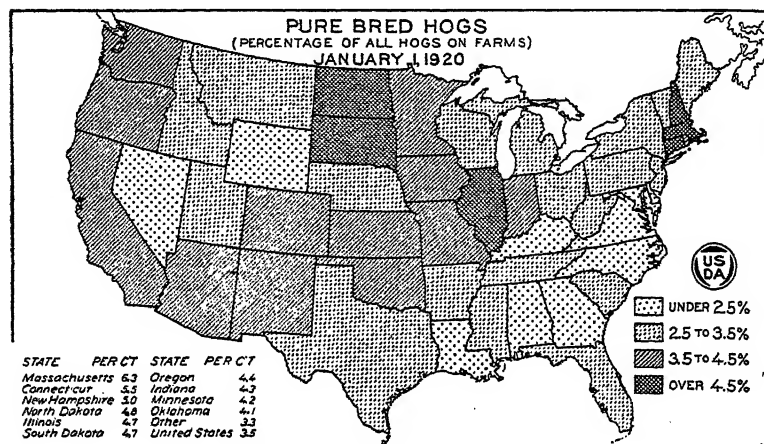 PURE BRED HOGS
(PERCENTAGE OF ALL HOGS ON FARMS)
JANUARY 1, 1920
US
DA
UNDER 2.5%
2.5 TO 3.5%
3.5 TO 4.5%
OVER 4.5%
STATE PER CT STATE PER CT
Massachusetts 6.3 Oregon 4.4
Connecticut 5.5 Indiana 4.3
New Hampshire 5.0 Minnesota 4.2
North Dakota 4.8 Oklahoma 4.1
Illinois 4.7 Other 3.3
South Dakota 4.7 United States 3.5